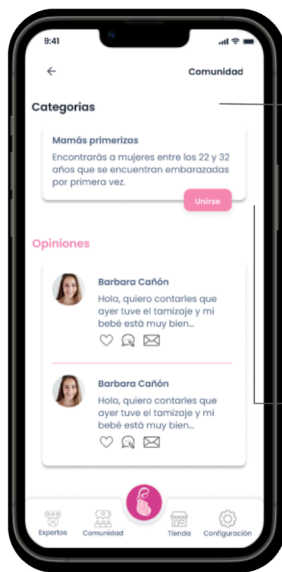 9:41
Comunidad
Categorias
Mamás primerizas
Encontrarás a mujeres entre los 22 y 32
años que se encuentran embarazadas
por primera vez.
Unirse
Opiniones
Barbara Cañón
Hola, quiero contarles que
ayer tuve el tamizaje y mi
bebé está muy bien...
Barbara Cañón
Hola, quiero contarles que
ayer tuve el tamizaje y mi
bebé está muy bien...
Expertos Comunidad Tienda Configuración